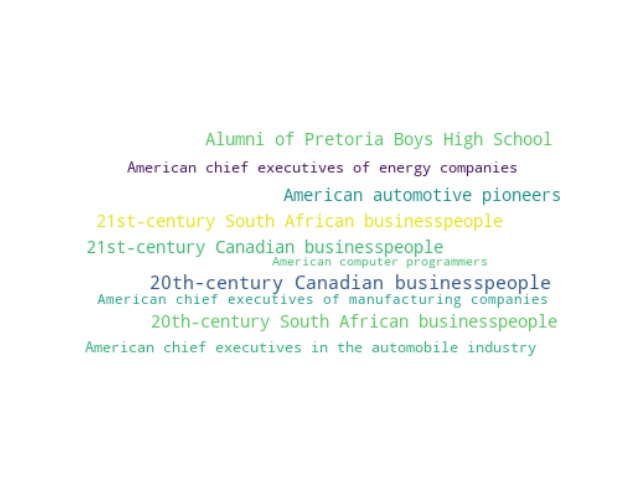 Alumni of Pretoria Boys High School
American chief executives of energy companies
American automotive pioneers
21st-century South African businesspeople
21st-century Canadian businesspeople
American computer programmers
20th-century Canadian businesspeople
American chief executives of manufacturing companies
20th-century South African businesspeople
American chief executives in the automobile industry